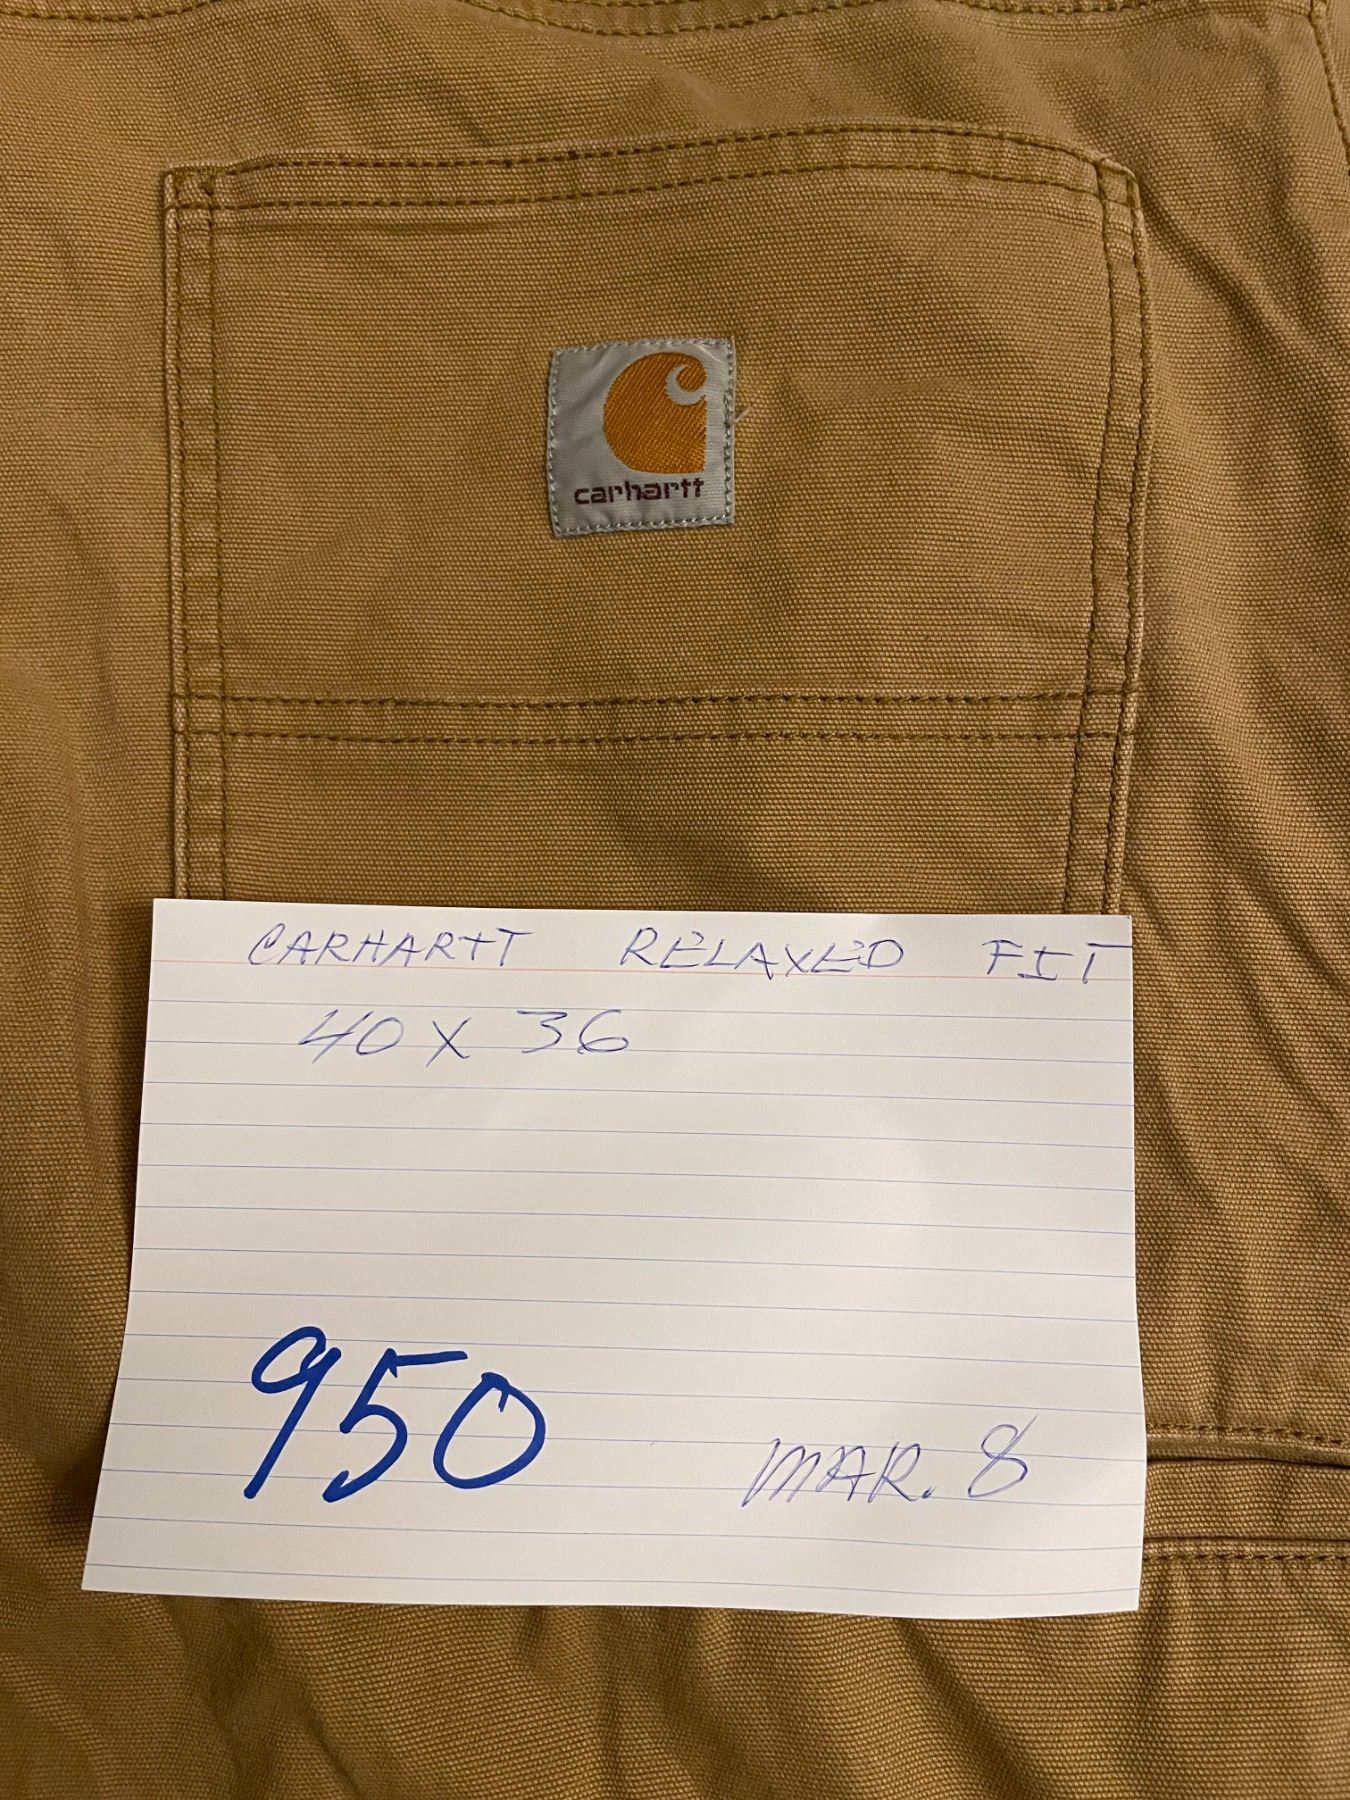 carhartt
CARHARTT RELAXED FIT
40 X 36
950
MAR. 8